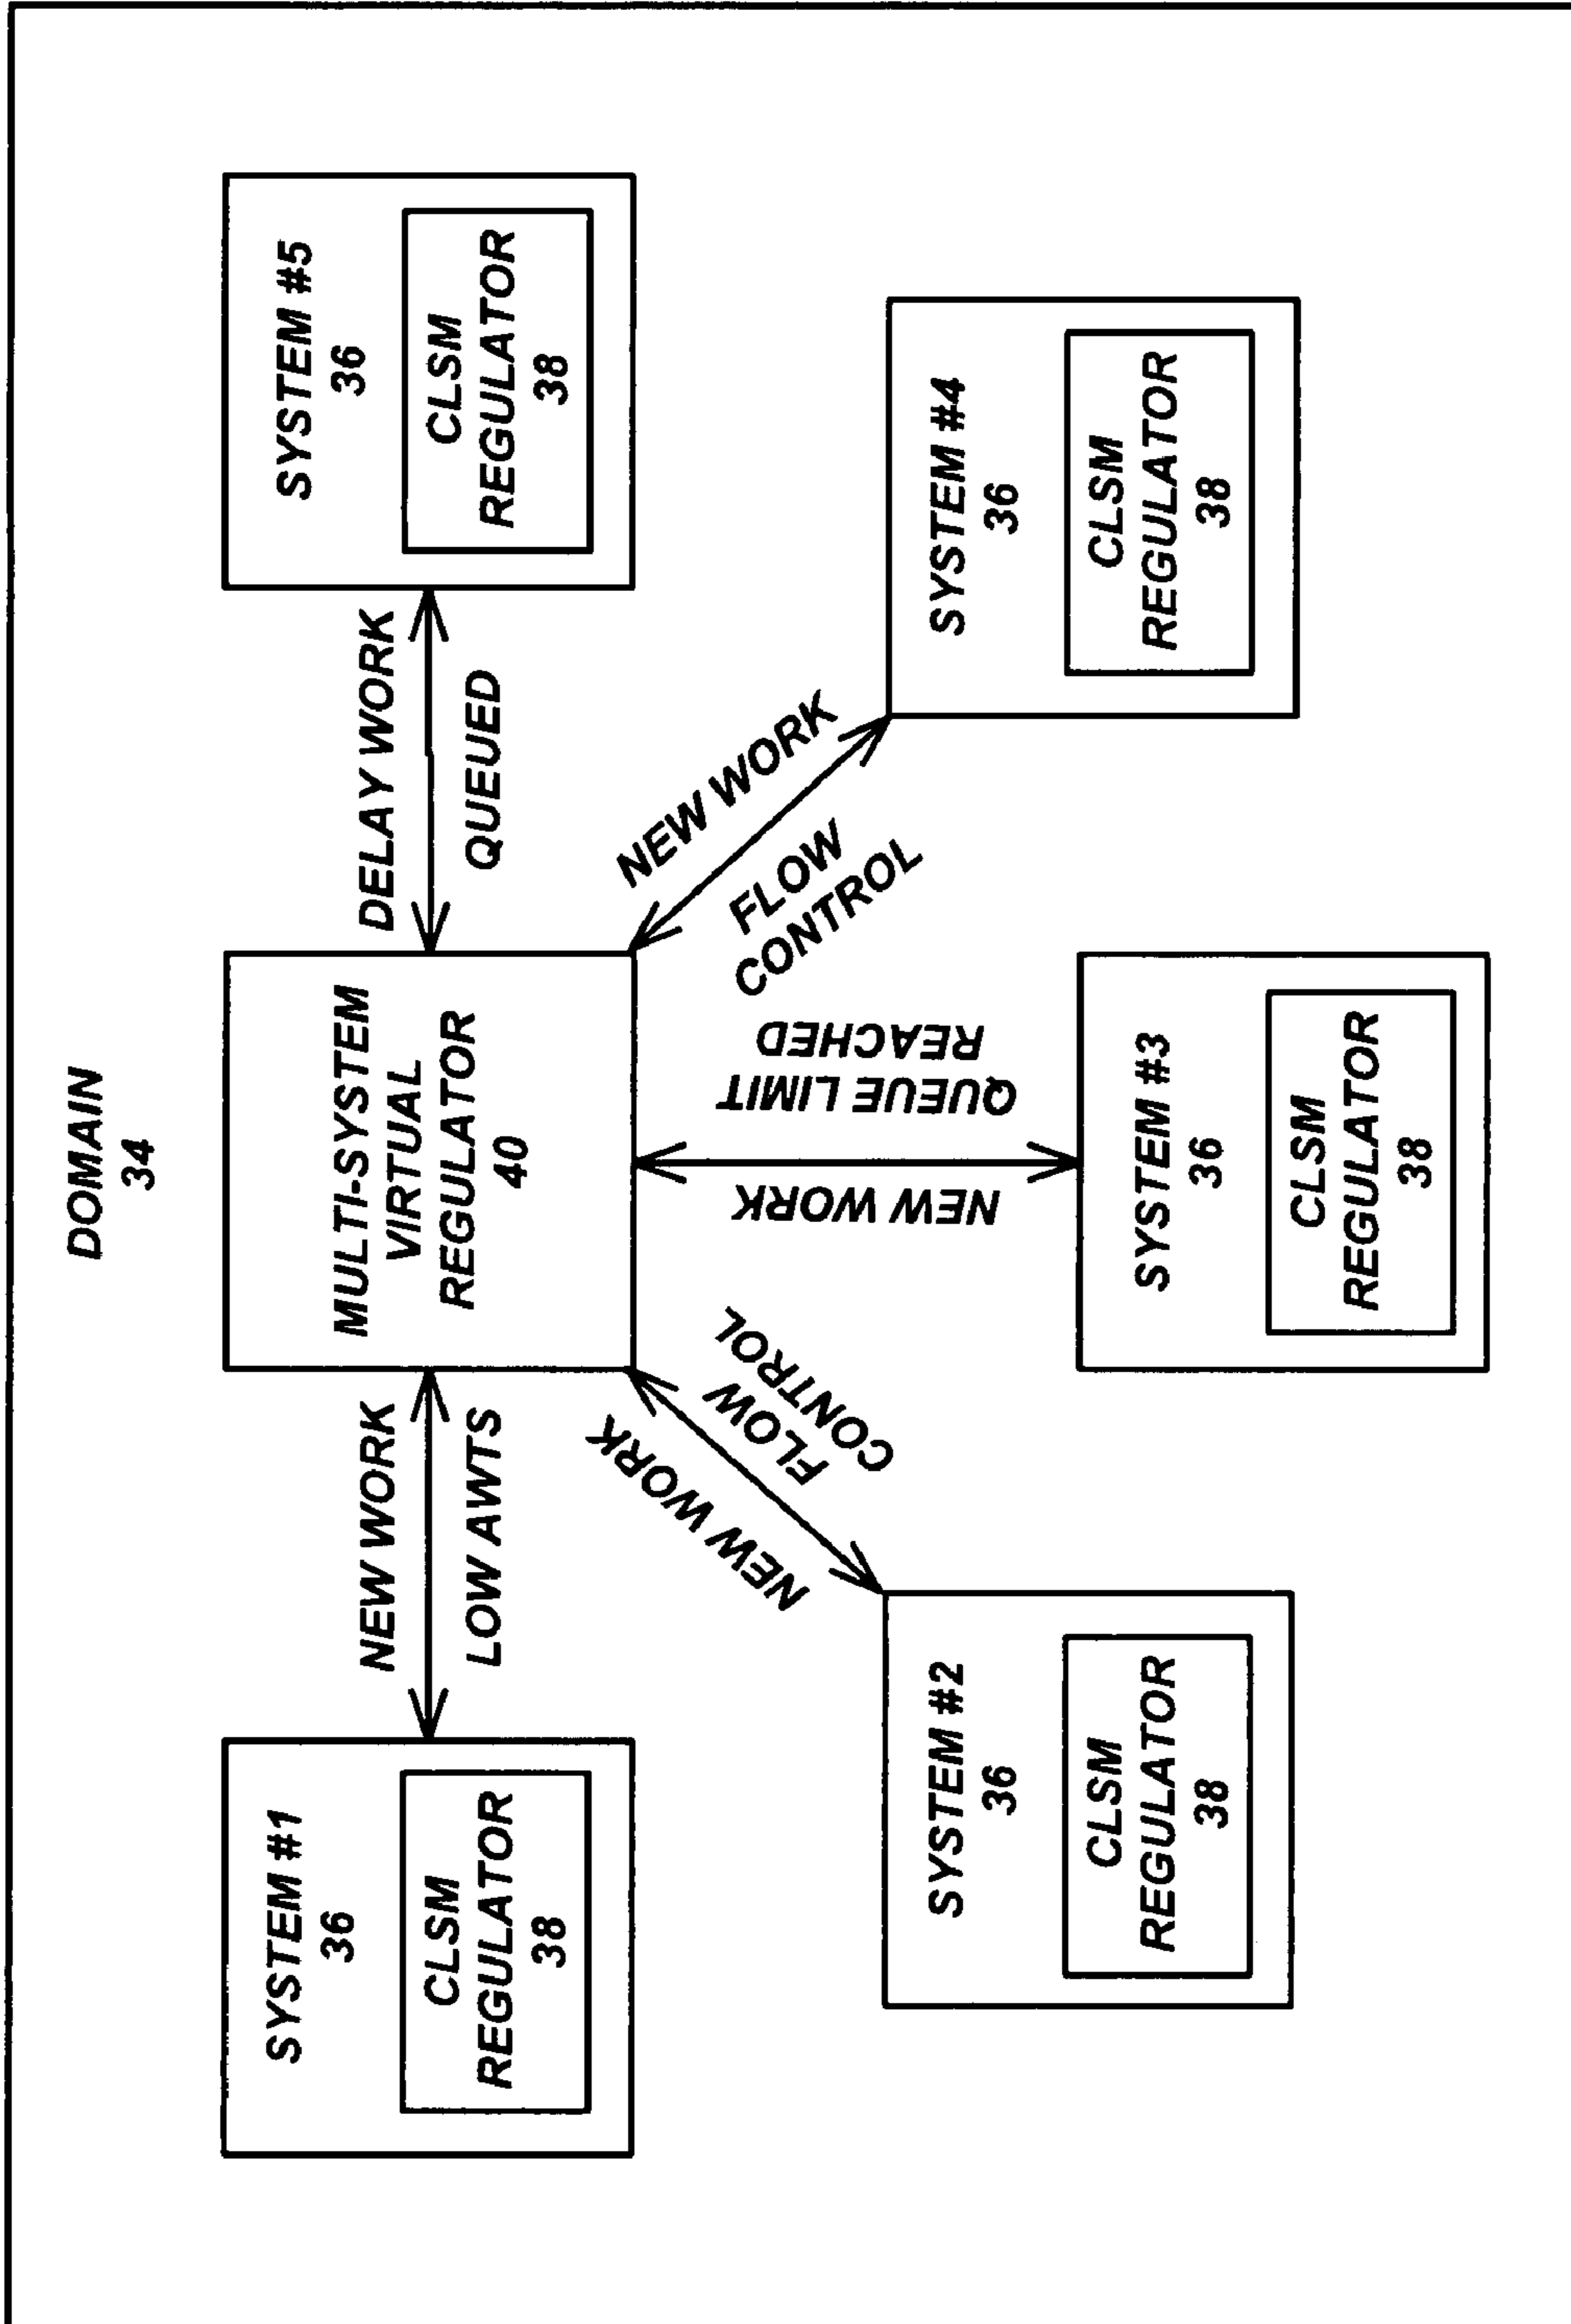 DOMAIN
34
SYSTEM #1
36
CLSM
REGULATOR
38
NEW WORK
LOW AWTS
MULTI-SYSTEM
VIRTUAL
REGULATOR
40
DELAY WORK
QUEUED
SYSTEM #5
36
CLSM
REGULATOR
38
NEW WORK
FLOW
CONTROL
NEW WORK
QUEUE LIMIT
REACHED
NEW WORK
FLOW
CONTROL
SYSTEM #2
36
CLSM
REGULATOR
38
SYSTEM #3
36
CLSM
REGULATOR
38
SYSTEM #4
36
CLSM
REGULATOR
38